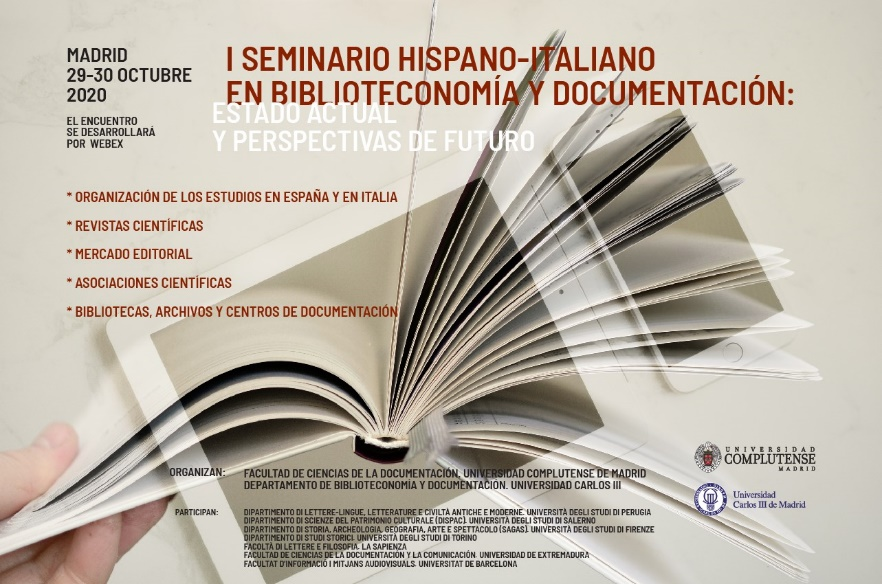 MADRID
29-30 OCTUBRE
2020
EL ENCUENTRO
SE DESARROLLARÁ
POR WEBEX
I SEMINARIO HISPANO-ITALIANO
EN BIBLIOTECONOMÍA Y DOCUMENTACIÓN:
ESTADO ACTUAL
Y PERSPECTIVAS DE FUTURO
* ORGANIZACIÓN DE LOS ESTUDIOS EN ESPAÑA Y EN ITALIA
* REVISTAS CIENTÍFICAS
* MERCADO EDITORIAL
* ASOCIACIONES CIENTÍFICAS
* BIBLIOTECAS, ARCHIVOS Y CENTROS DE DOCUMENTACIÓN
ORGANIZAN:
FACULTAD DE CIENCIAS DE LA DOCUMENTACIÓN. UNIVERSIDAD COMPLUTENSE DE MADRID
DEPARTAMENTO DE BIBLIOTECONOMÍA Y DOCUMENTACIÓN. UNIVERSIDAD CARLOS III
PARTICIPAN:
DIPARTIMENTO DI LETTERE-LINGUE, LETTERATURE E CIVILTÀ ANTICHE E MODERNE. UNIVERSITÀ DEGLI STUDI DI PERUGIA
DIPARTIMENTO DI SCIENZE DEL PATRIMONIO CULTURALE (DISPAC). UNIVERSITÀ DEGLI STUDI DI SALERNO
DIPARTIMENTO DI STORIA, ARCHEOLOGIA, GEOGRAFIA, ARTE E SPETTACOLO (SAGAS). UNIVERSITÀ DEGLI STUDI DI FIRENZE
DIPARTIMENTO DI STUDI STORICI. UNIVERSITÀ DEGLI STUDI DI TORINO
FACOLTÀ DI LETTERE E FILOSOFIA. LA SAPIENZA
FACULTAD DE CIENCIAS DE LA DOCUMENTACIÓN Y LA COMUNICACIÓN. UNIVERSIDAD DE EXTREMADURA
FACULTAT D'INFORMACIÓ I MITJANS AUDIOVISUALS. UNIVERSITAT DE BARCELONA
UNIVERSIDAD
COMPLUTENSE
MADRID
Universidad
Carlos III de Madrid